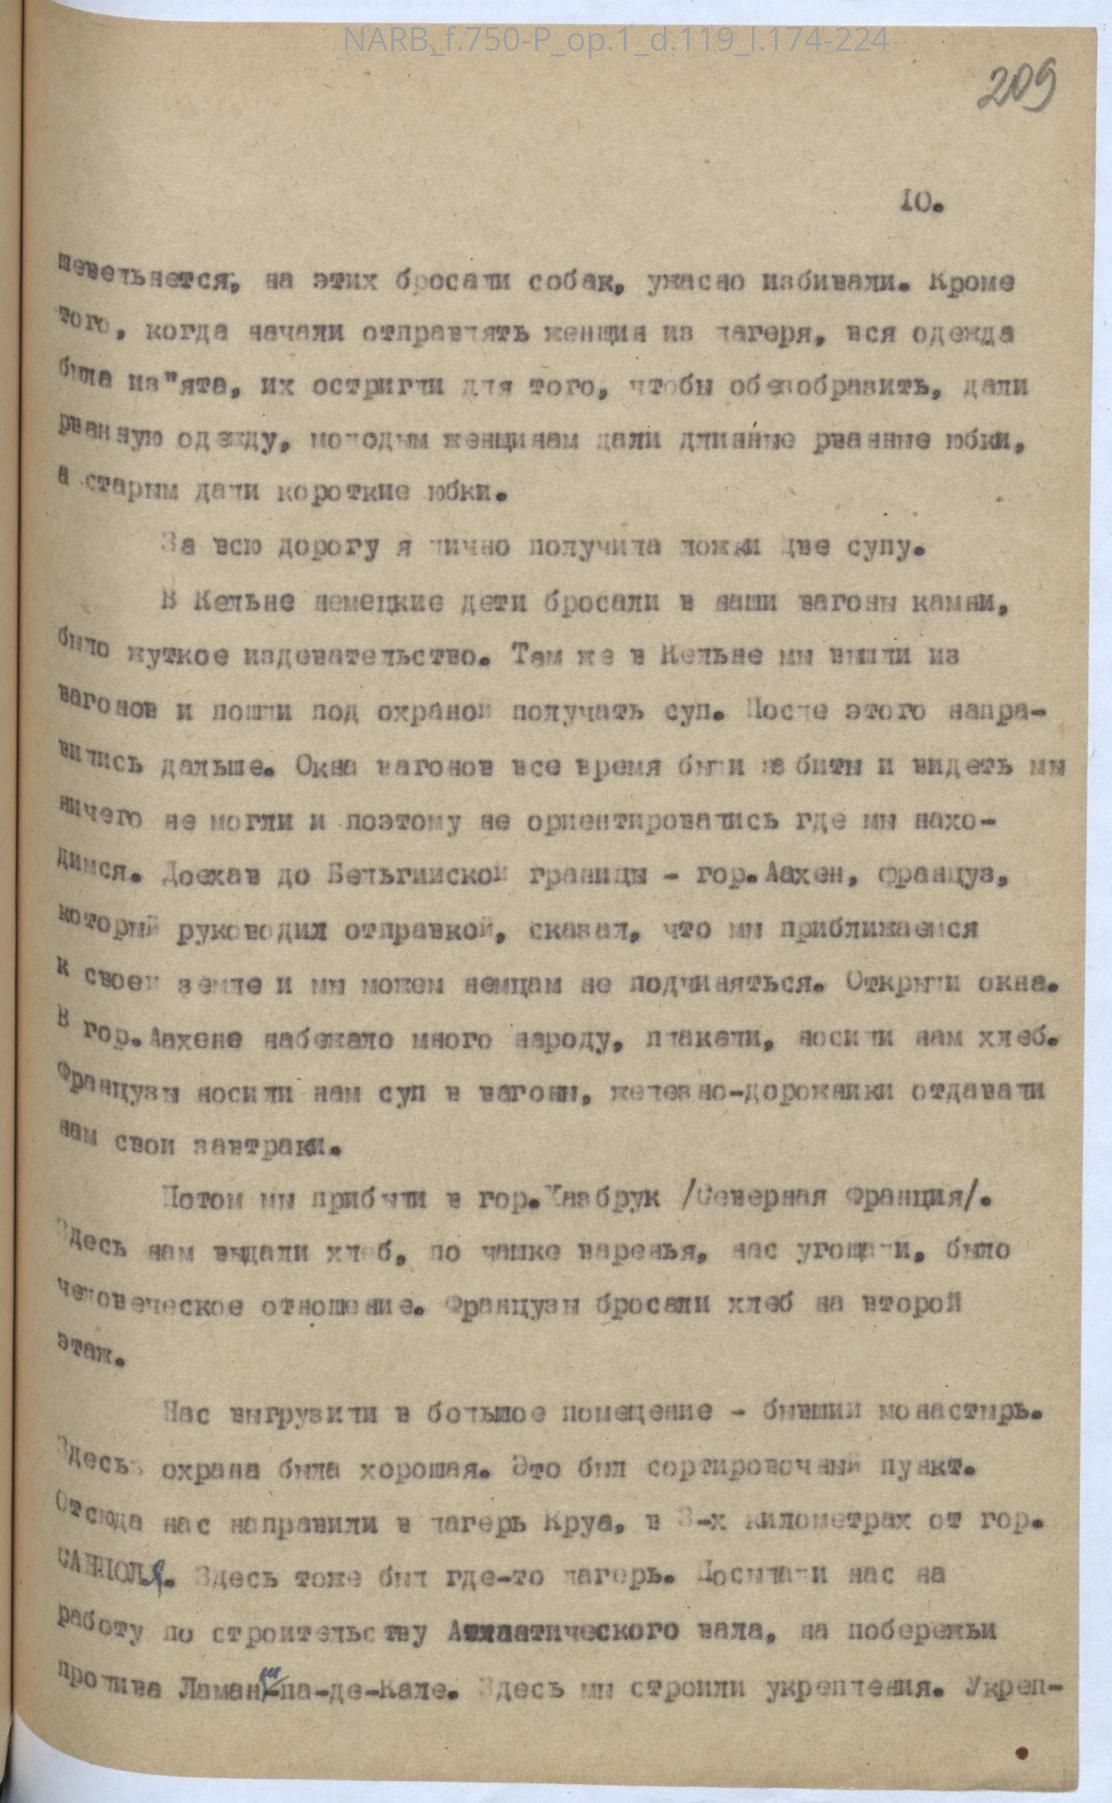 NARB_f.750-P_op.1_d.119_l.174-224
209
10.
шевельнется, на этих бросали собак, ужасно избивали. Кроме
того, когда начали отправлять женщин из лагеря, вся одежда
была из"ята, их остригли для того, чтобы обезобразить, дали
рванную одежду, молодым женщинам дали длинные рванные юбки,
а старым дали короткие юбки.
За всю дорогу я лично получила ложки две супу.
В Кельне немецкие дети бросали в наши вагоны камни,
было жуткое издевательство. Там же в Кельне мы вышли из
вагонов и пошли под охраной получать суп. После этого напра-
вились дальше. Окна вагонов все время были забиты и видеть мы
ничего не могли и поэтому не ориентировались где мы нахо-
димся. Доехав до Бельгийской границы - гор.Аахен, француз,
который руководил отправкой, сказал, что мы приближаемся
к своей земле и мы можем немцам не подчиняться. Открыли окна.
В гор.Аахене набежало много народу, плакали, носили нам хлеб.
Французы носили нам суп в вагоны, железно-дорожники отдавали
нам свои завтраки.
Потом мы прибыли в гор.Хазбрук /Северная Франция/.
Здесь нам выдали хлеб, по чашке варенья, нас угощали, было
человеческое отношение. Французы бросали хлеб на второй
этаж.
Нас выгрузили в большое помещение - бывший монастырь.
Здесь охрана была хорошая. Это был сортировочный пункт.
Отсюда нас направили в лагерь Круа, в 3-х километрах от гор.
САН-ПОЛЯ. Здесь тоже был где-то лагерь. Посылали нас на
работу по строительству Атлантического вала, на побережьи
пролива Ламанш-па-де-Кале. Здесь мы строили укрепления. Укреп-